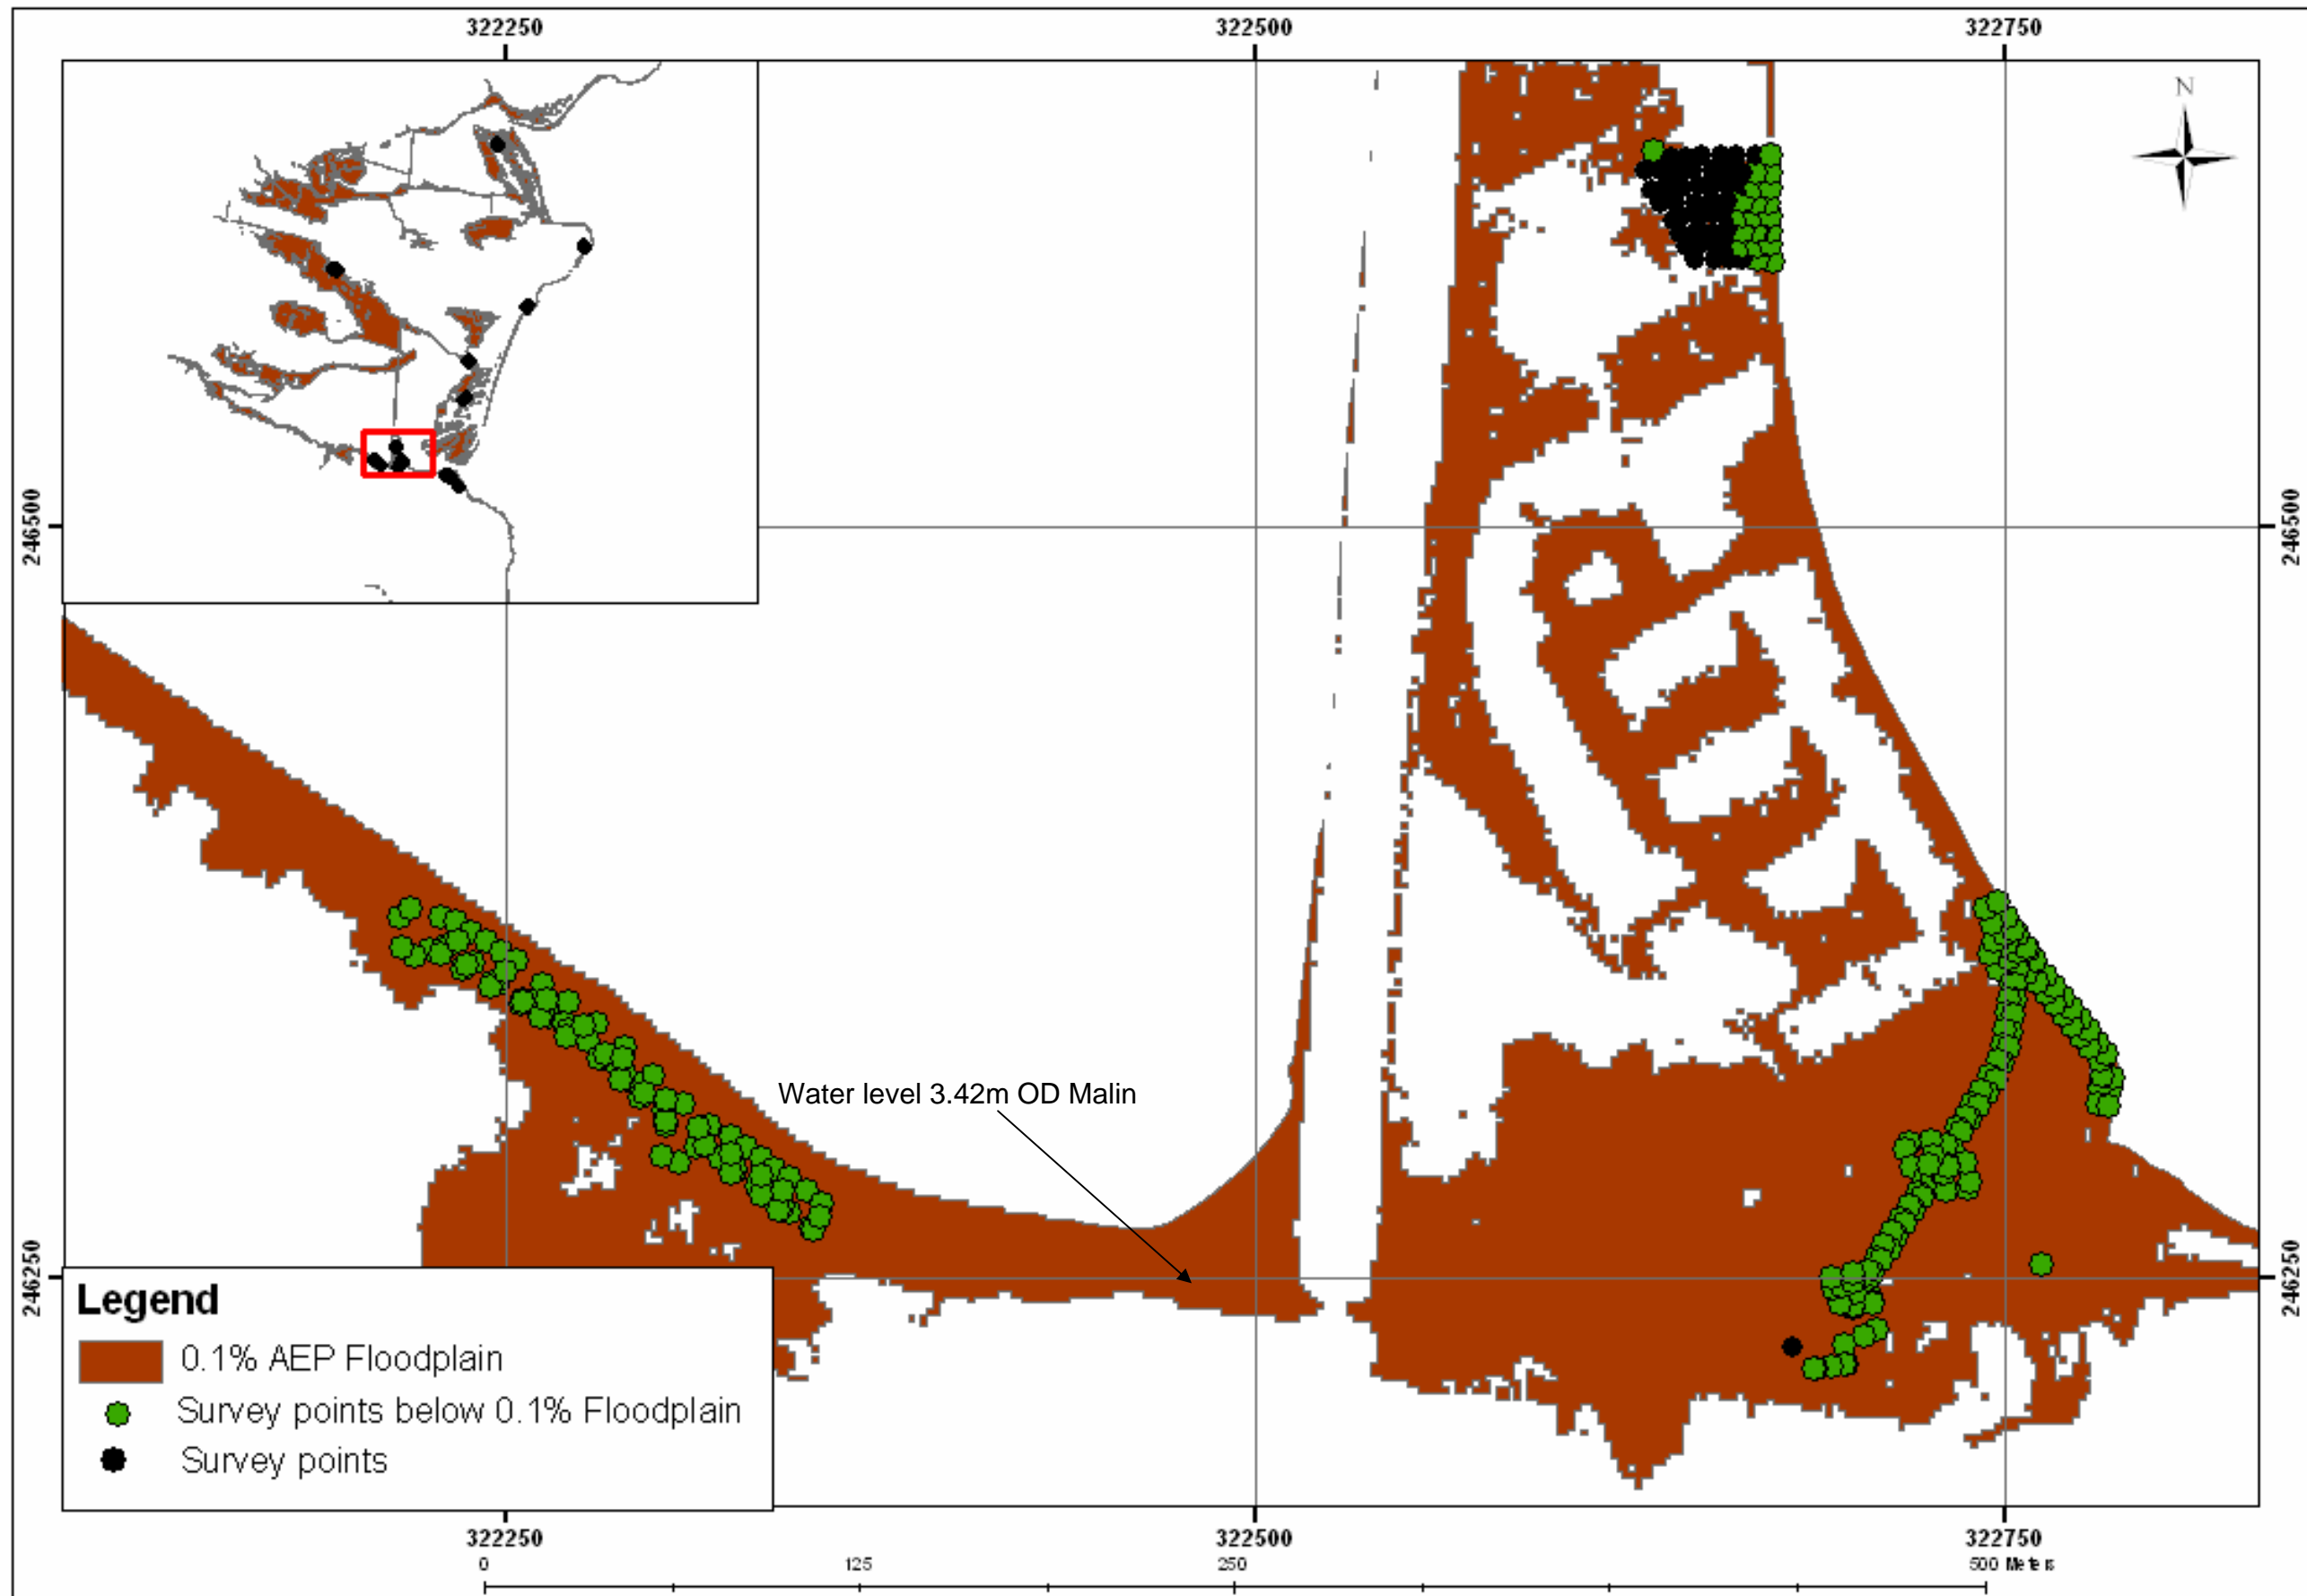 322250 322500 322750
N
246500 246500
Water level 3.42m OD Malin
246250 246250
Legend
0.1% AEP Floodplain
Survey points below 0.1% Floodplain
Survey points
322250 322500 322750
0 125 250 500 Meters